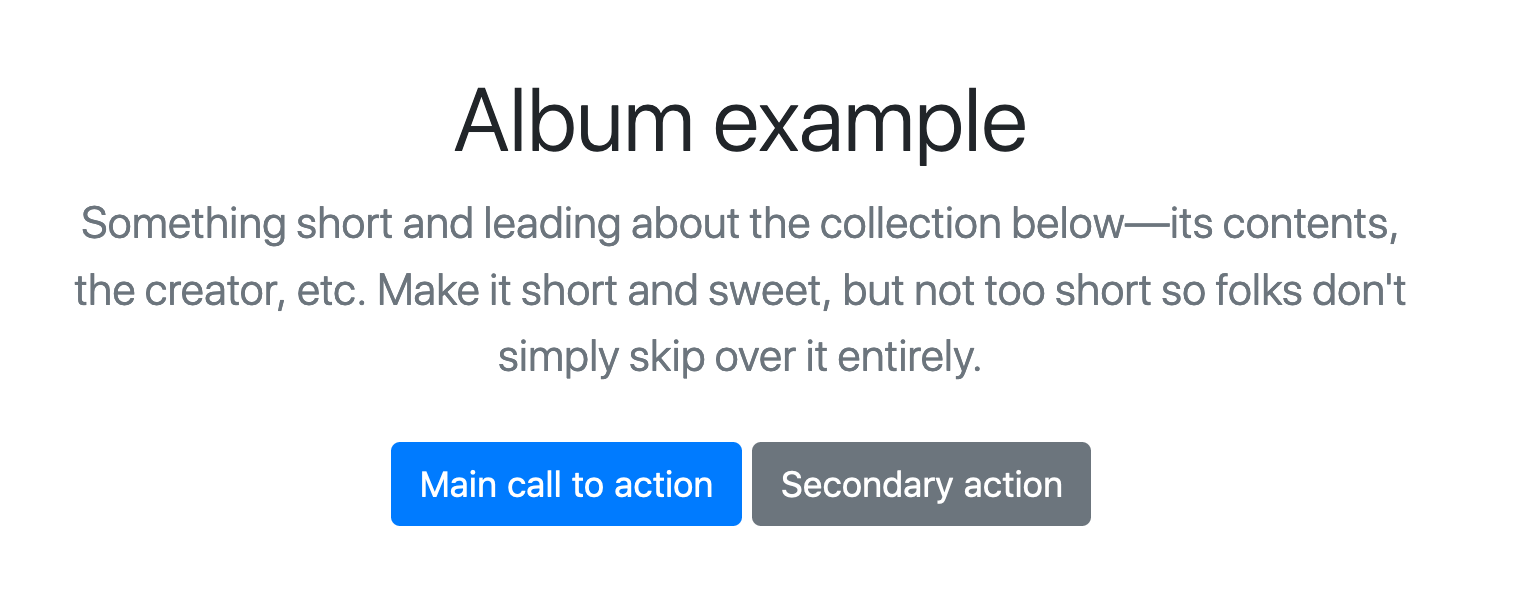 Album example
Something short and leading about the collection below—its contents,
the creator, etc. Make it short and sweet, but not too short so folks don't
simply skip over it entirely.
Main call to action
Secondary action